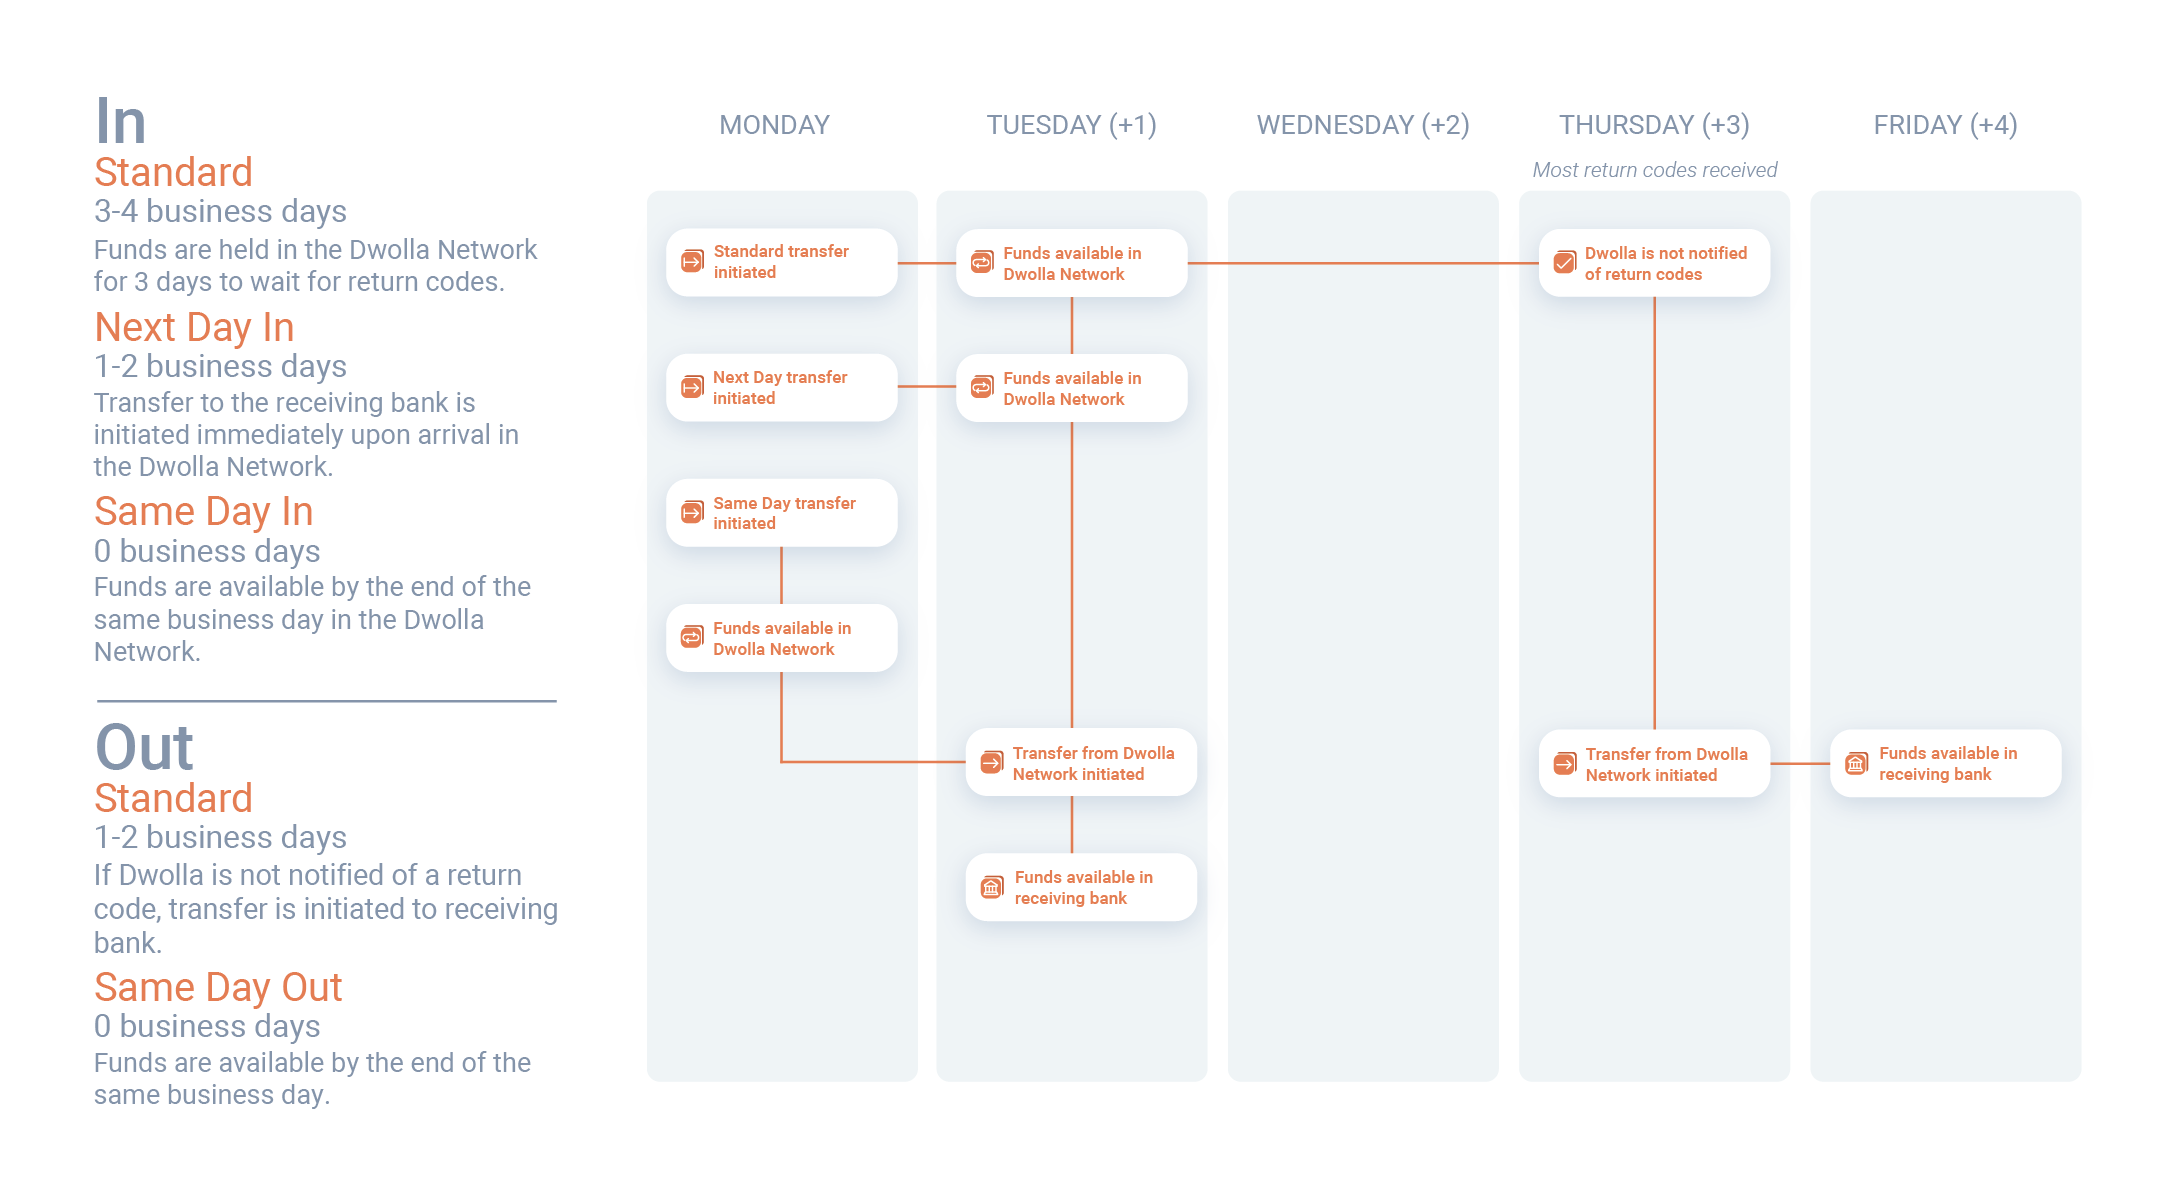 In
Standard
3-4 business days
Funds are held in the Dwolla Network
for 3 days to wait for return codes.
Next Day In
1-2 business days
Transfer to the receiving bank is
initiated immediately upon arrival in
the Dwolla Network.
Same Day In
0 business days
Funds are available by the end of the
same business day in the Dwolla
Network.
Out
Standard
1-2 business days
If Dwolla is not notified of a return
code, transfer is initiated to receiving
bank.
Same Day Out
0 business days
Funds are available by the end of the
same business day.
MONDAY
TUESDAY (+1)
WEDNESDAY (+2)
THURSDAY (+3)
FRIDAY (+4)
Most return codes received
Standard transfer
initiated
Funds available in
Dwolla Network
Dwolla is not notified
of return codes
Next Day transfer
initiated
Funds available in
Dwolla Network
Same Day transfer
initiated
Funds available in
Dwolla Network
Transfer from Dwolla
Network initiated
Transfer from Dwolla
Network initiated
Funds available in
receiving bank
Funds available in
receiving bank